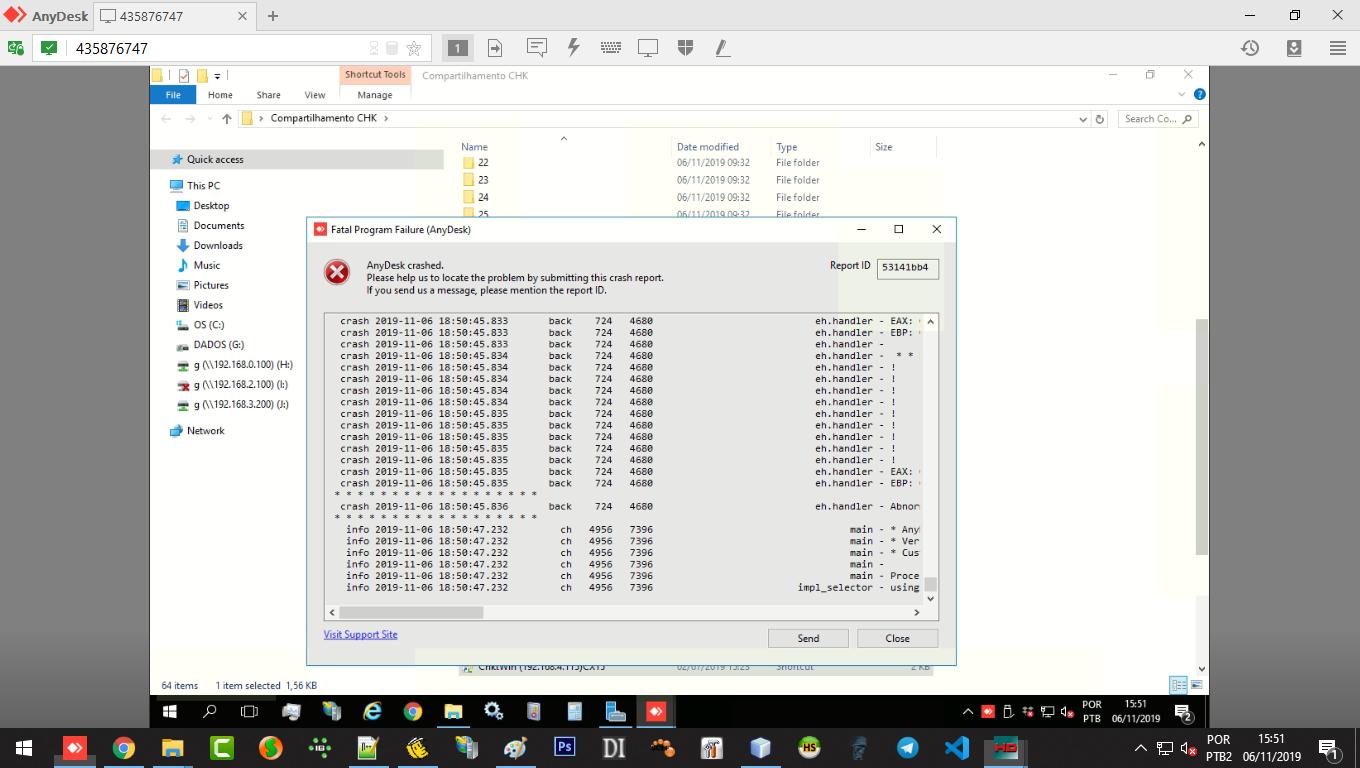 AnyDesk
435876747
435876747
1
Shortcut Tools
Compartilhamento CHK
File
Home
Share
View
Manage
Compartilhamento CHK
Search Co...
Name
Date modified
Type
Size
Quick access
22
06/11/2019 09:32
File folder
23
06/11/2019 09:32
File folder
24
06/11/2019 09:32
File folder
25
06/11/2019 09:32
File folder
This PC
Desktop
Documents
Downloads
Music
Pictures
Videos
OS (C:)
DADOS (G:)
g (\\192.168.0.100) (H:)
g (\\192.168.2.100) (I:)
g (\\192.168.3.200) (J:)
Network
Fatal Program Failure (AnyDesk)
AnyDesk crashed.
Please help us to locate the problem by submitting this crash report.
If you send us a message, please mention the report ID.
Report ID
53141bb4
crash 2019-11-06 18:50:45.833 back 724 4680 eh.handler - EAX:
crash 2019-11-06 18:50:45.833 back 724 4680 eh.handler - EBP:
crash 2019-11-06 18:50:45.833 back 724 4680 eh.handler -
crash 2019-11-06 18:50:45.834 back 724 4680 eh.handler - * *
crash 2019-11-06 18:50:45.834 back 724 4680 eh.handler - !
crash 2019-11-06 18:50:45.834 back 724 4680 eh.handler - !
crash 2019-11-06 18:50:45.834 back 724 4680 eh.handler - !
crash 2019-11-06 18:50:45.834 back 724 4680 eh.handler - !
crash 2019-11-06 18:50:45.835 back 724 4680 eh.handler - !
crash 2019-11-06 18:50:45.835 back 724 4680 eh.handler - !
crash 2019-11-06 18:50:45.835 back 724 4680 eh.handler - !
crash 2019-11-06 18:50:45.835 back 724 4680 eh.handler - !
crash 2019-11-06 18:50:45.835 back 724 4680 eh.handler - !
crash 2019-11-06 18:50:45.835 back 724 4680 eh.handler - EAX:
crash 2019-11-06 18:50:45.835 back 724 4680 eh.handler - EBP:
* * * * * * * * * * * * * * * * * *
crash 2019-11-06 18:50:45.836 back 724 4680 eh.handler - Abnor
* * * * * * * * * * * * * * * * * *
info 2019-11-06 18:50:47.232 ch 4956 7396 main - * Any
info 2019-11-06 18:50:47.232 ch 4956 7396 main - * Ver
info 2019-11-06 18:50:47.232 ch 4956 7396 main - * Cus
info 2019-11-06 18:50:47.232 ch 4956 7396 main -
info 2019-11-06 18:50:47.232 ch 4956 7396 main - Proce
info 2019-11-06 18:50:47.232 ch 4956 7396 impl_selector - using
Visit Support Site
Send
Close
ChktWin (192.168.4.115)CX15
02/07/2019 15:23
Shortcut
2 KB
64 items
1 item selected 1,56 KB
POR
PTB
15:51
06/11/2019
2
Ps
DI
HS
HD
POR
PTB2
15:51
06/11/2019
1